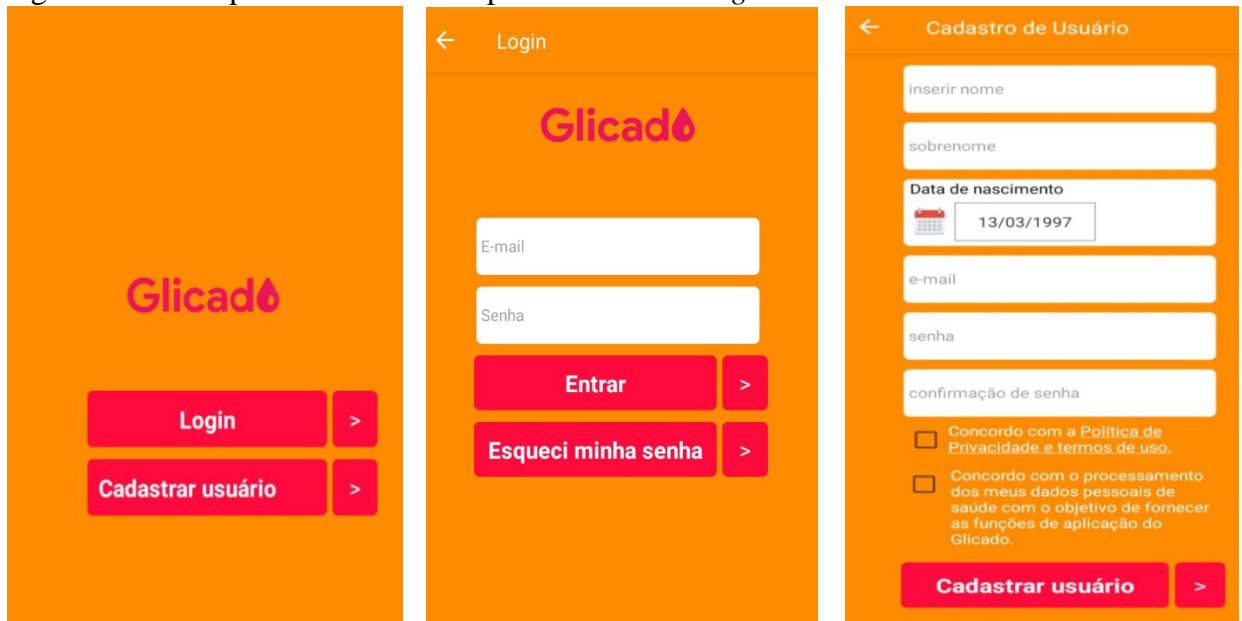 Glicado
Login
>
Cadastrar usuário
>
Login
Glicado
E-mail
Senha
Entrar
>
Esqueci minha senha
>
Cadastro de Usuário
inserir nome
sobrenome
Data de nascimento
13/03/1997
e-mail
senha
confirmação de senha
Concordo com a Política de
Privacidade e termos de uso.
Concordo com o processamento
dos meus dados pessoais de
saúde com o objetivo de fornecer
as funções de aplicação do
Glicado.
Cadastrar usuário
>